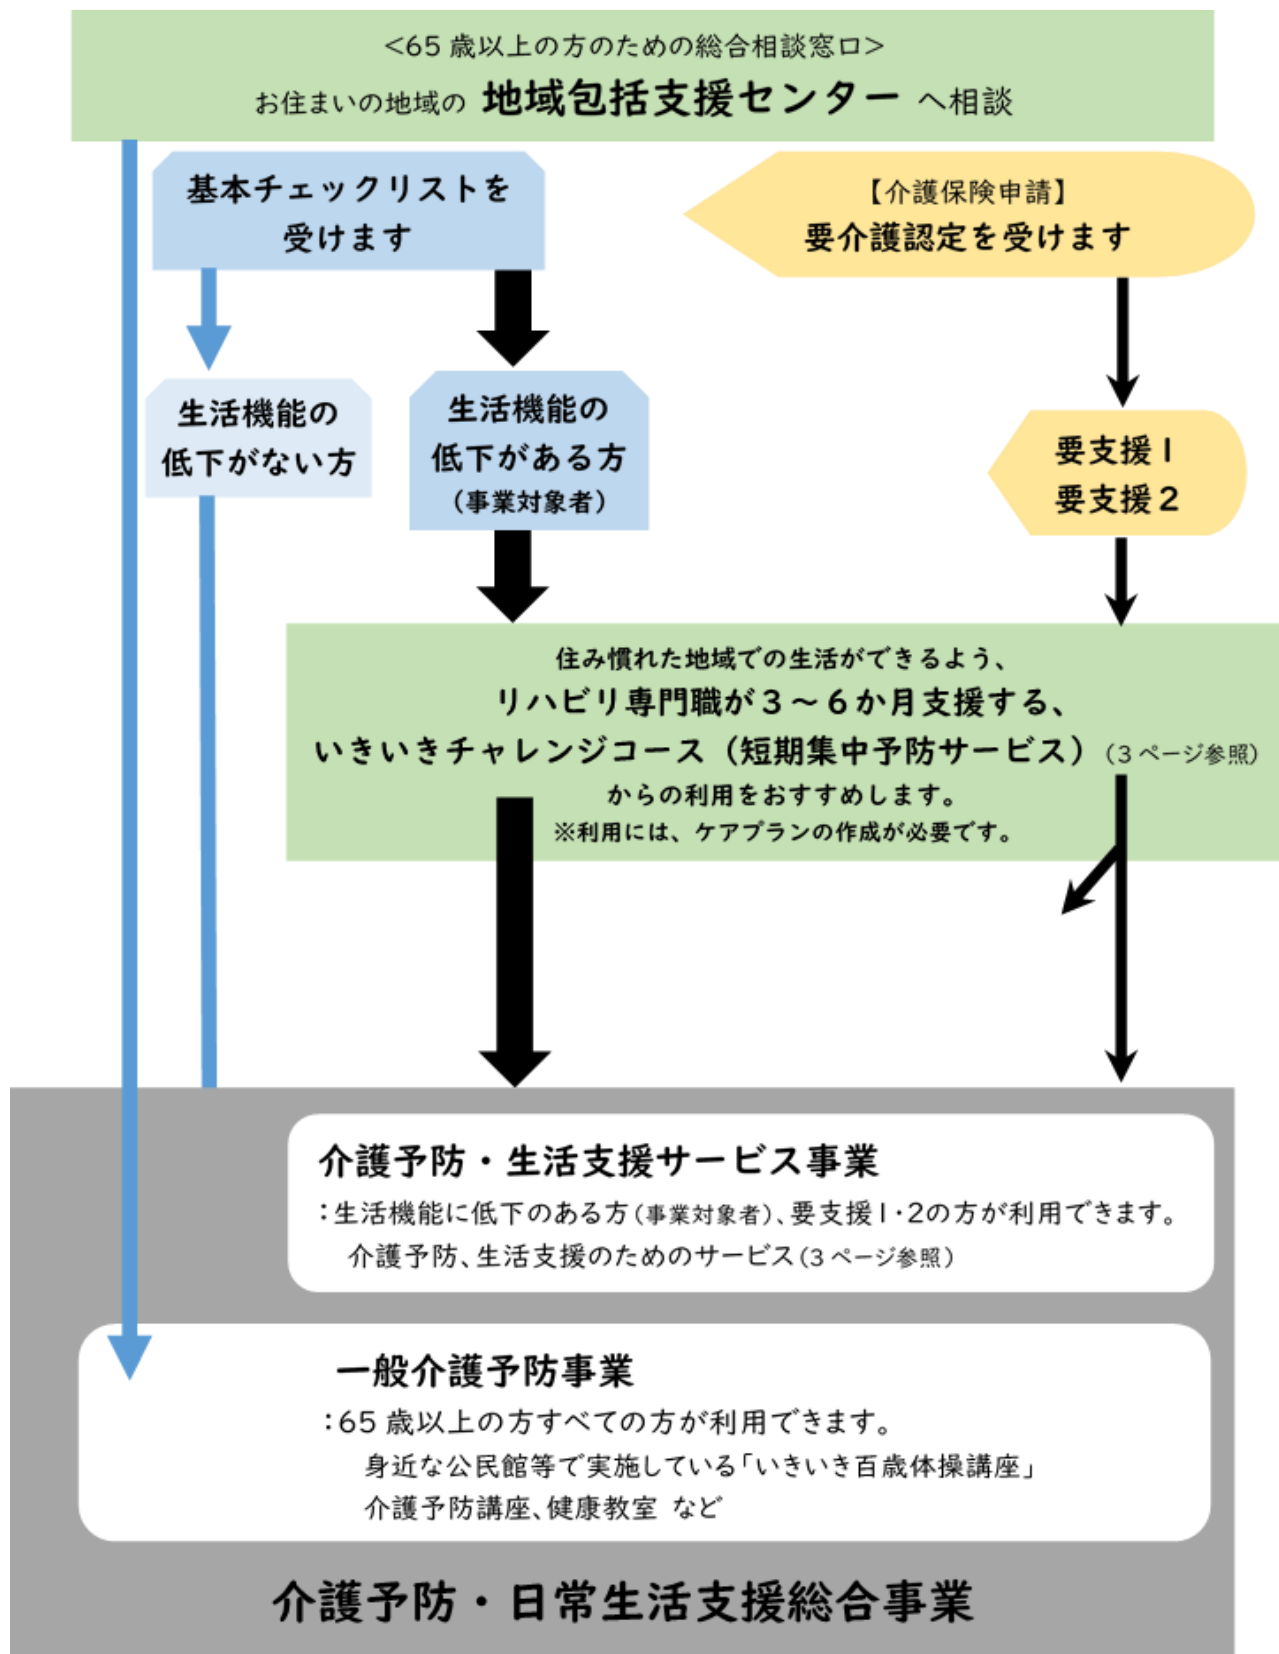 <65歳以上の方のための総合相談窓口>
お住まいの地域の 地域包括支援センター へ相談
基本チェックリストを
受けます
【介護保険申請】
要介護認定を受けます
生活機能の
低下がない方
生活機能の
低下がある方
(事業対象者)
要支援1
要支援2
住み慣れた地域での生活ができるよう、
リハビリ専門職が3～6か月支援する、
いきいきチャレンジコース(短期集中予防サービス)(3ページ参照)
からの利用をおすすめします。
※利用には、ケアプランの作成が必要です。
介護予防・生活支援サービス事業
:生活機能に低下のある方(事業対象者)、要支援1・2の方が利用できます。
介護予防、生活支援のためのサービス(3ページ参照)
一般介護予防事業
:65歳以上の方すべての方が利用できます。
身近な公民館等で実施している「いきいき百歳体操講座」
介護予防講座、健康教室 など
介護予防・日常生活支援総合事業